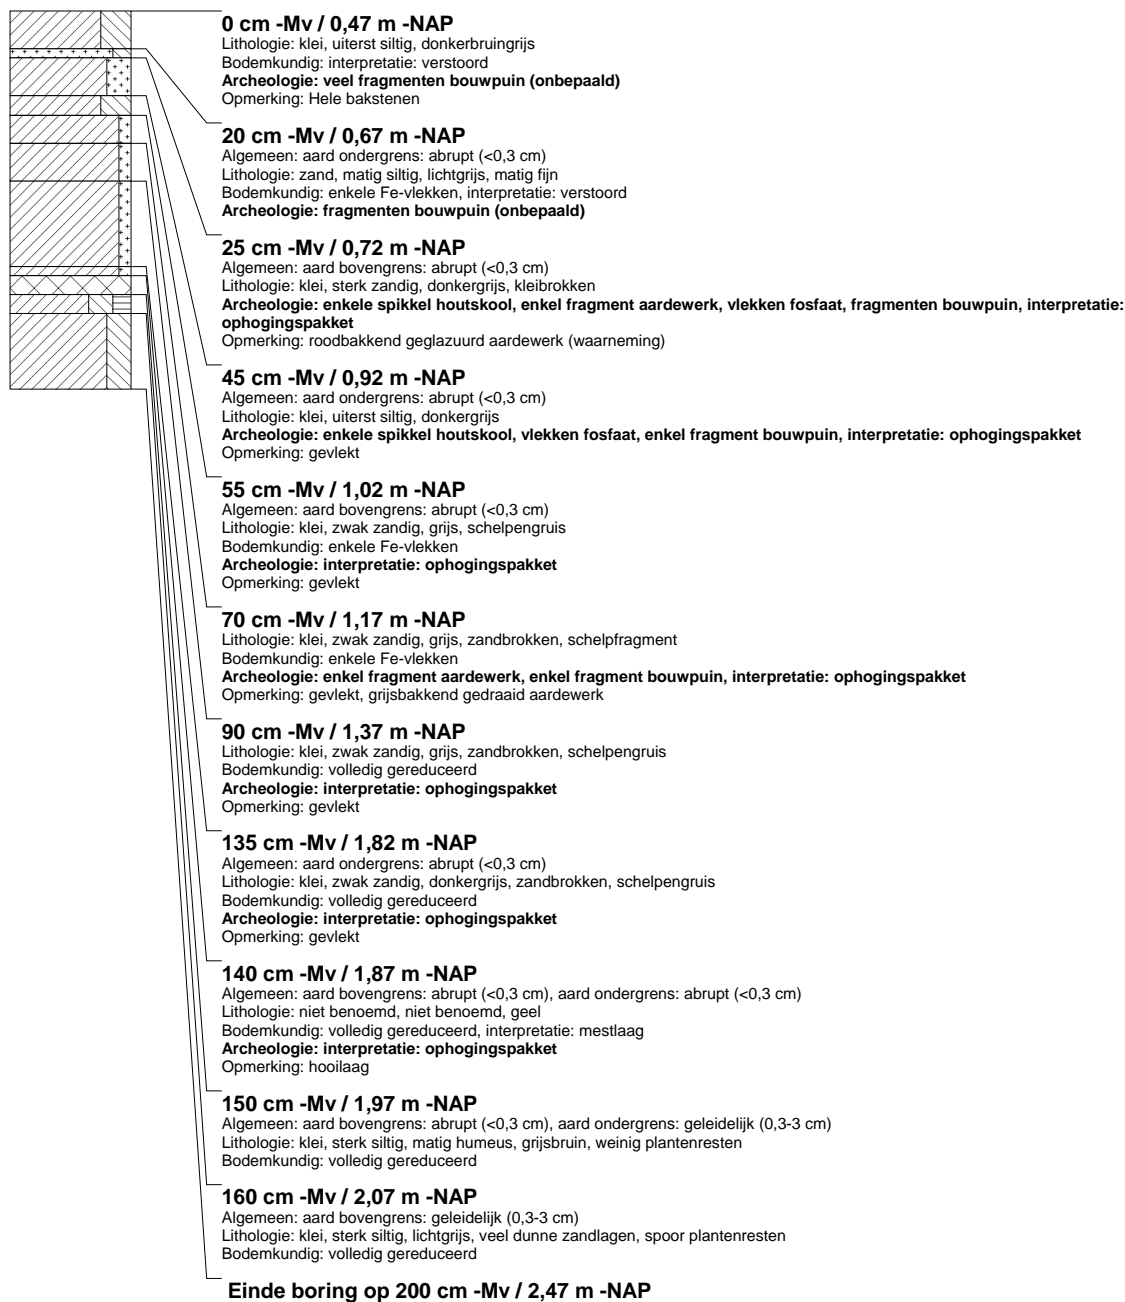 0 cm -Mv / 0,47 m -NAP
Lithologie: klei, uiterst siltig, donkerbruingrijs
Bodemkundig: interpretatie: verstoord
Archeologie: veel fragmenten bouwpuin (onbepaald)
Opmerking: Hele bakstenen
20 cm -Mv / 0,67 m -NAP
Algemeen: aard ondergrens: abrupt (<0,3 cm)
Lithologie: zand, matig siltig, lichtgrijs, matig fijn
Bodemkundig: enkele Fe-vlekken, interpretatie: verstoord
Archeologie: fragmenten bouwpuin (onbepaald)
25 cm -Mv / 0,72 m -NAP
Algemeen: aard bovengrens: abrupt (<0,3 cm)
Lithologie: klei, sterk zandig, donkergrijs, kleibrokken
Archeologie: enkele spikkel houtskool, enkel fragment aardewerk, vlekken fosfaat, fragmenten bouwpuin, interpretatie:
ophogingspakket
Opmerking: roodbakkend geglazuurd aardewerk (waarneming)
45 cm -Mv / 0,92 m -NAP
Algemeen: aard ondergrens: abrupt (<0,3 cm)
Lithologie: klei, uiterst siltig, donkergrijs
Archeologie: enkele spikkel houtskool, vlekken fosfaat, enkel fragment bouwpuin, interpretatie: ophogingspakket
Opmerking: gevlekt
55 cm -Mv / 1,02 m -NAP
Algemeen: aard bovengrens: abrupt (<0,3 cm)
Lithologie: klei, zwak zandig, grijs, schelpengruis
Bodemkundig: enkele Fe-vlekken
Archeologie: interpretatie: ophogingspakket
Opmerking: gevlekt
70 cm -Mv / 1,17 m -NAP
Lithologie: klei, zwak zandig, grijs, zandbrokken, schelpfragment
Bodemkundig: enkele Fe-vlekken
Archeologie: enkel fragment aardewerk, enkel fragment bouwpuin, interpretatie: ophogingspakket
Opmerking: gevlekt, grijsbakkend gedraaid aardewerk
90 cm -Mv / 1,37 m -NAP
Lithologie: klei, zwak zandig, grijs, zandbrokken, schelpengruis
Bodemkundig: volledig gereduceerd
Archeologie: interpretatie: ophogingspakket
Opmerking: gevlekt
135 cm -Mv / 1,82 m -NAP
Algemeen: aard ondergrens: abrupt (<0,3 cm)
Lithologie: klei, zwak zandig, donkergrijs, zandbrokken, schelpengruis
Bodemkundig: volledig gereduceerd
Archeologie: interpretatie: ophogingspakket
Opmerking: gevlekt
140 cm -Mv / 1,87 m -NAP
Algemeen: aard bovengrens: abrupt (<0,3 cm), aard ondergrens: abrupt (<0,3 cm)
Lithologie: niet benoemd, niet benoemd, geel
Bodemkundig: volledig gereduceerd, interpretatie: mestlaag
Archeologie: interpretatie: ophogingspakket
Opmerking: hooilaag
150 cm -Mv / 1,97 m -NAP
Algemeen: aard bovengrens: abrupt (<0,3 cm), aard ondergrens: geleidelijk (0,3-3 cm)
Lithologie: klei, sterk siltig, matig humeus, grijsbruin, weinig plantenresten
Bodemkundig: volledig gereduceerd
160 cm -Mv / 2,07 m -NAP
Algemeen: aard bovengrens: geleidelijk (0,3-3 cm)
Lithologie: klei, sterk siltig, lichtgrijs, veel dunne zandlagen, spoor plantenresten
Bodemkundig: volledig gereduceerd
Einde boring op 200 cm -Mv / 2,47 m -NAP